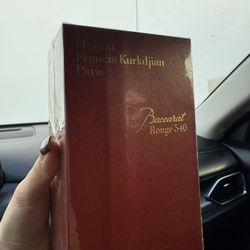 Maison
Francis Kurkdjian
Paris
Baccarat
Rouge 540